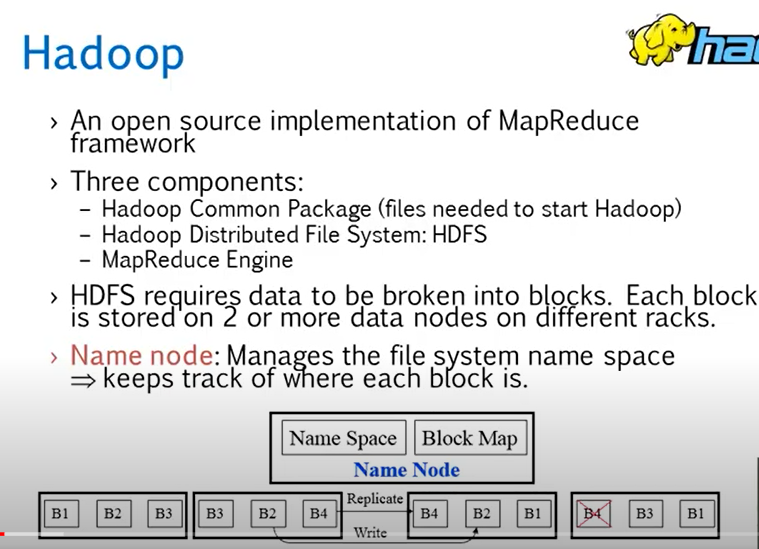 Hadoop
ha
› An open source implementation of MapReduce
framework
› Three components:
– Hadoop Common Package (files needed to start Hadoop)
– Hadoop Distributed File System: HDFS
– MapReduce Engine
› HDFS requires data to be broken into blocks. Each block
is stored on 2 or more data nodes on different racks.
› Name node: Manages the file system name space
⇒ keeps track of where each block is.
Name Space Block Map
Name Node
B1 B2 B3 B3 B2 B4 Replicate B4 B2 B1 B4 B3 B1
Write